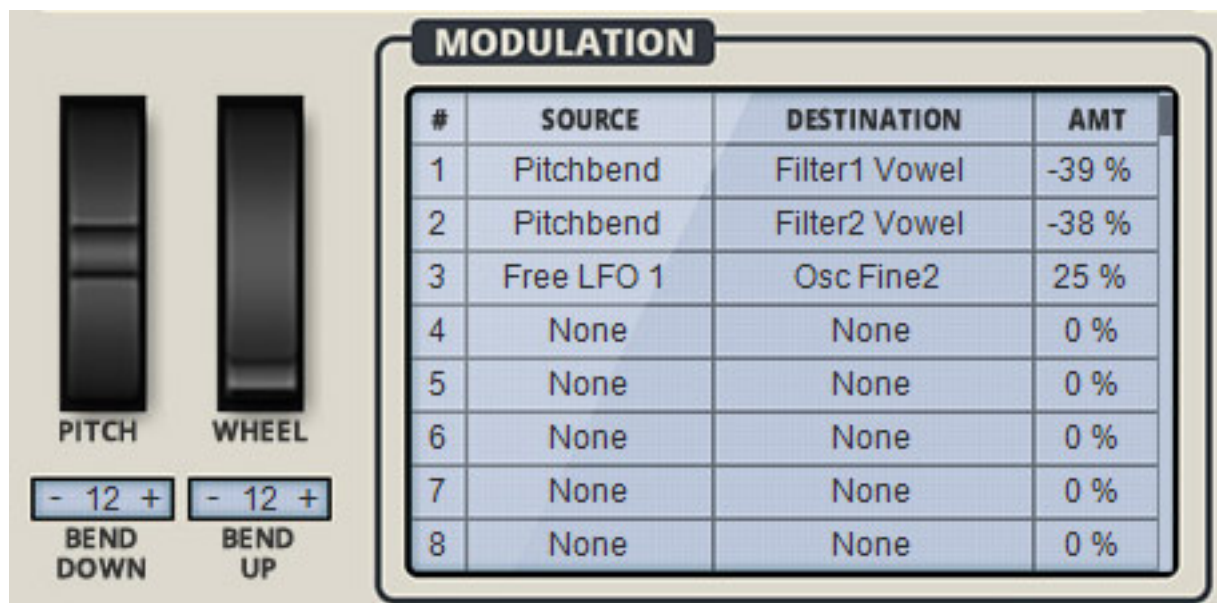 MODULATION
# SOURCE DESTINATION AMT
1 Pitchbend Filter1 Vowel -39 %
2 Pitchbend Filter2 Vowel -38 %
3 Free LFO 1 Osc Fine2 25 %
4 None None 0 %
5 None None 0 %
6 None None 0 %
7 None None 0 %
8 None None 0 %
PITCH WHEEL
- 12 + - 12 +
BEND BEND
DOWN UP